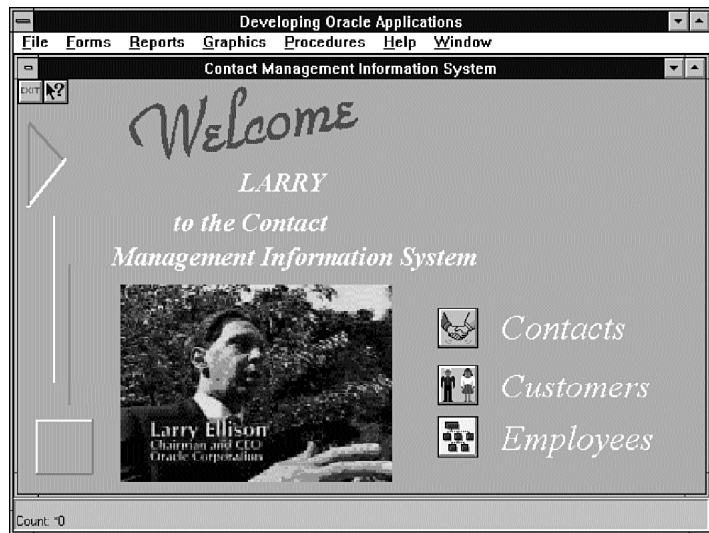 Developing Oracle Applications
File Forms Reports Graphics Procedures Help Window
Contact Management Information System
EXIT ?
Welcome
LARRY
to the Contact
Management Information System
Larry Ellison
Chairman and CEO
Oracle Corporation
Contacts
Customers
Employees
Count: *0